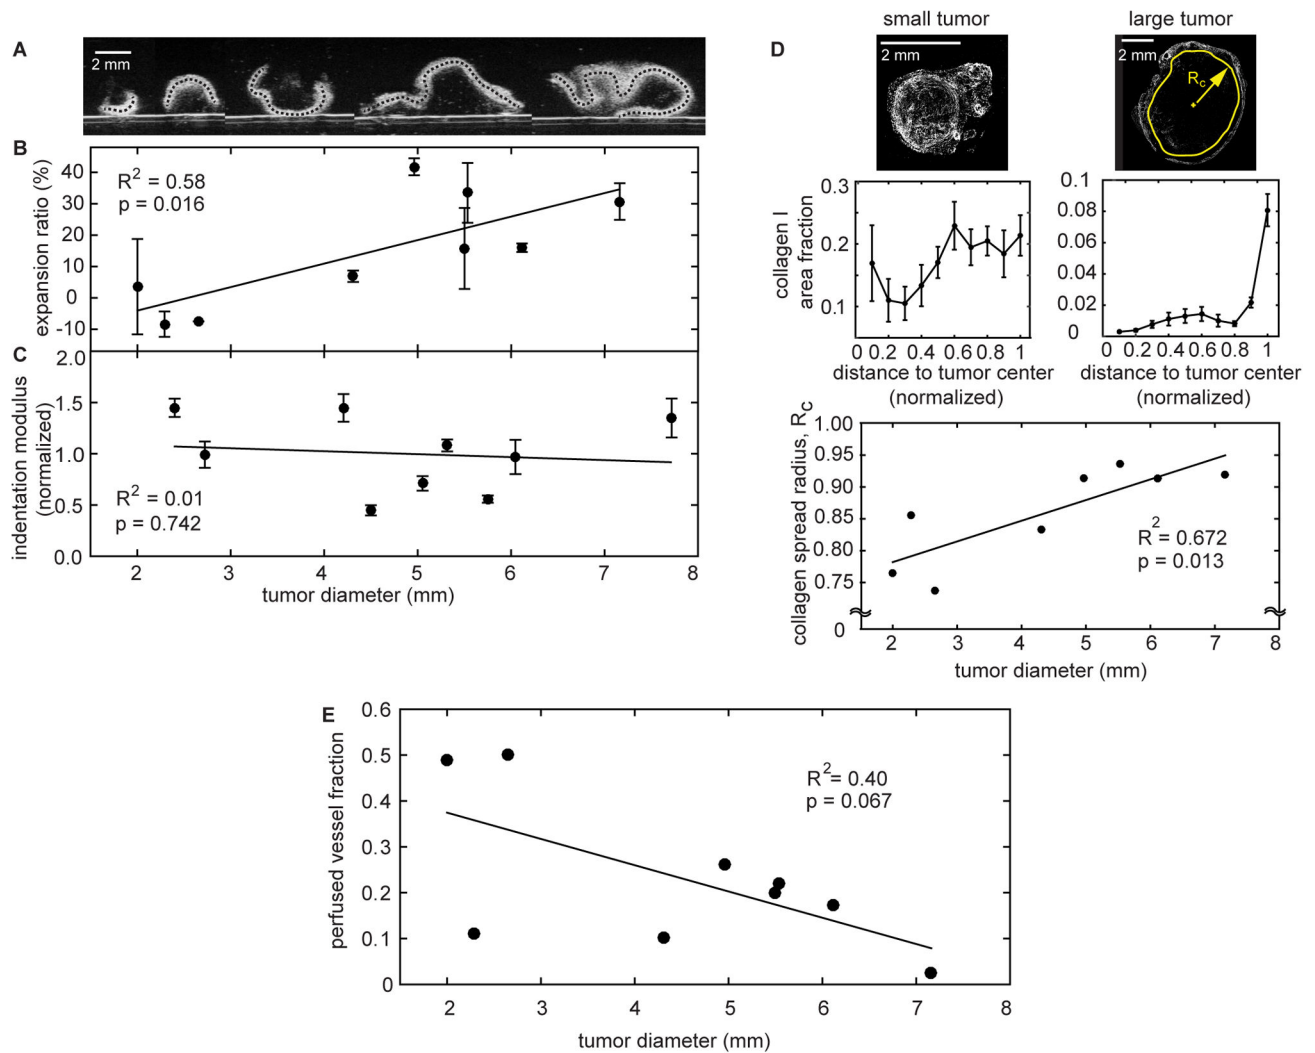 A
2 mm
B
expansion ratio (%)
40
30
20
10
0
-10
R2 = 0.58
p = 0.016
C
indentation modulus
(normalized)
2.0
1.5
1.0
0.5
0.0
R2 = 0.01
p = 0.742
2 3 4 5 6 7 8
tumor diameter (mm)
D
small tumor
2 mm
large tumor
2 mm
Rc
collagen I
area fraction
0.3
0.2
0.1
0 0.2 0.4 0.6 0.8 1
distance to tumor center
(normalized)
0.1
0.08
0.06
0.04
0.02
0
0 0.2 0.4 0.6 0.8 1
distance to tumor center
(normalized)
collagen spread radius, Rc
1.00
0.95
0.90
0.85
0.80
0.75
0
R2 = 0.672
p = 0.013
2 3 4 5 6 7 8
tumor diameter (mm)
E
perfused vessel fraction
0.6
0.5
0.4
0.3
0.2
0.1
0
R2= 0.40
p = 0.067
2 3 4 5 6 7 8
tumor diameter (mm)